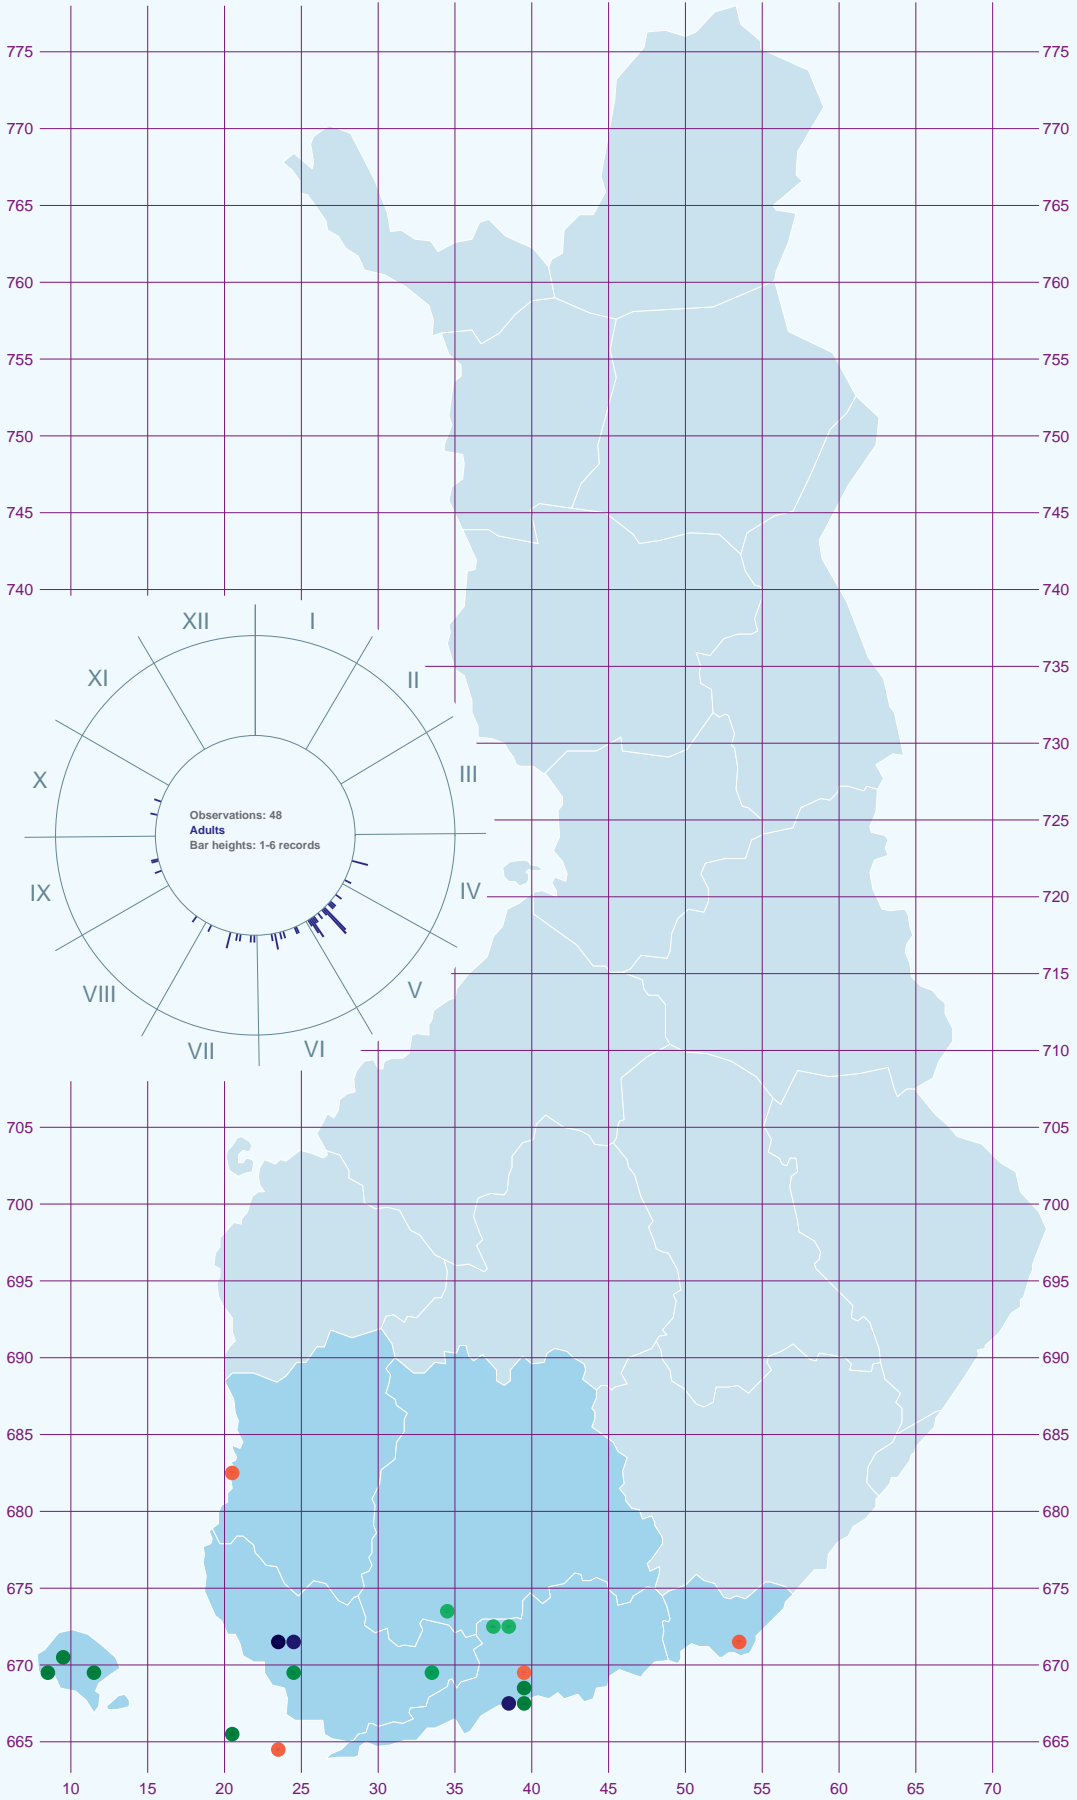 775 775
770 770
765 765
760 760
755 755
750 750
745 745
740 740
XII I
XI II
735
X III
730
Observations: 48
Adults
Bar heights: 1-6 records
725
IX IV
720
VIII V
715
VII VI
710
705 705
700 700
695 695
690 690
685 685
680 680
675 675
670 670
665 665
10 15 20 25 30 35 40 45 50 55 60 65 70